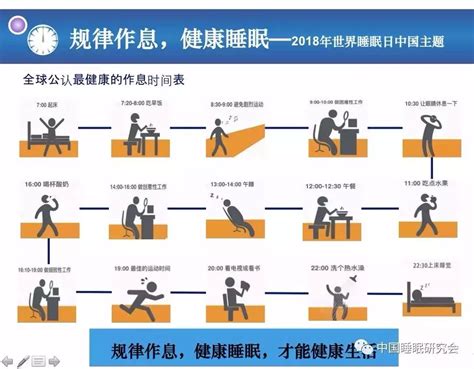 规律作息，健康睡眠—2018年世界睡眠日中国主题
全球公认最健康的作息时间表
7:00 起床
7:20-8:00 吃早饭
8:30-9:00 避免剧烈运动
9:00-10:00 做困难性工作
10:30 让眼睛休息一下
16:00 喝杯酸奶
14:00-16:00 做创意性工作
13:00-14:00 午睡
12:00-12:30 午餐
11:00 吃点水果
16:10-19:00 做细致性工作
19:00 最佳的运动时间
20:00 看电视或看书
22:00 洗个热水澡
22:30 上床睡觉
规律作息，健康睡眠，才能健康生活
中国睡眠研究会